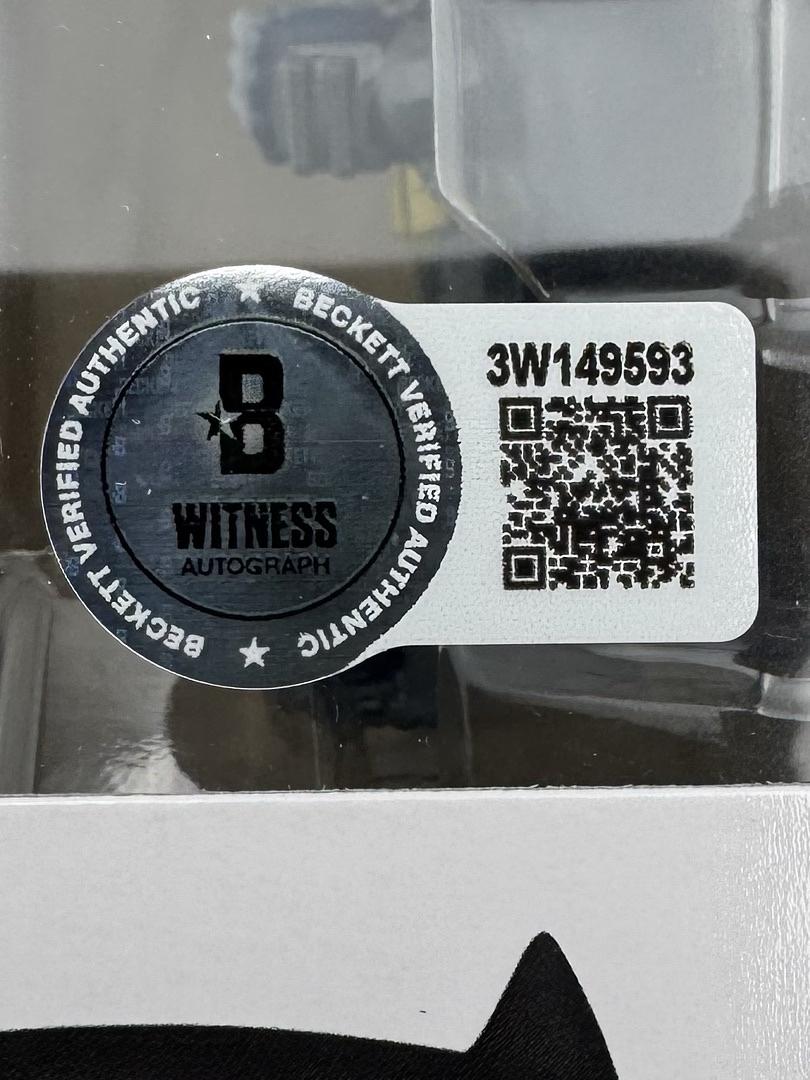 BECKETT VERIFIED AUTHENTIC
BECKETT VERIFIED AUTHENTIC
B
WITNESS
AUTOGRAPH
3W149593